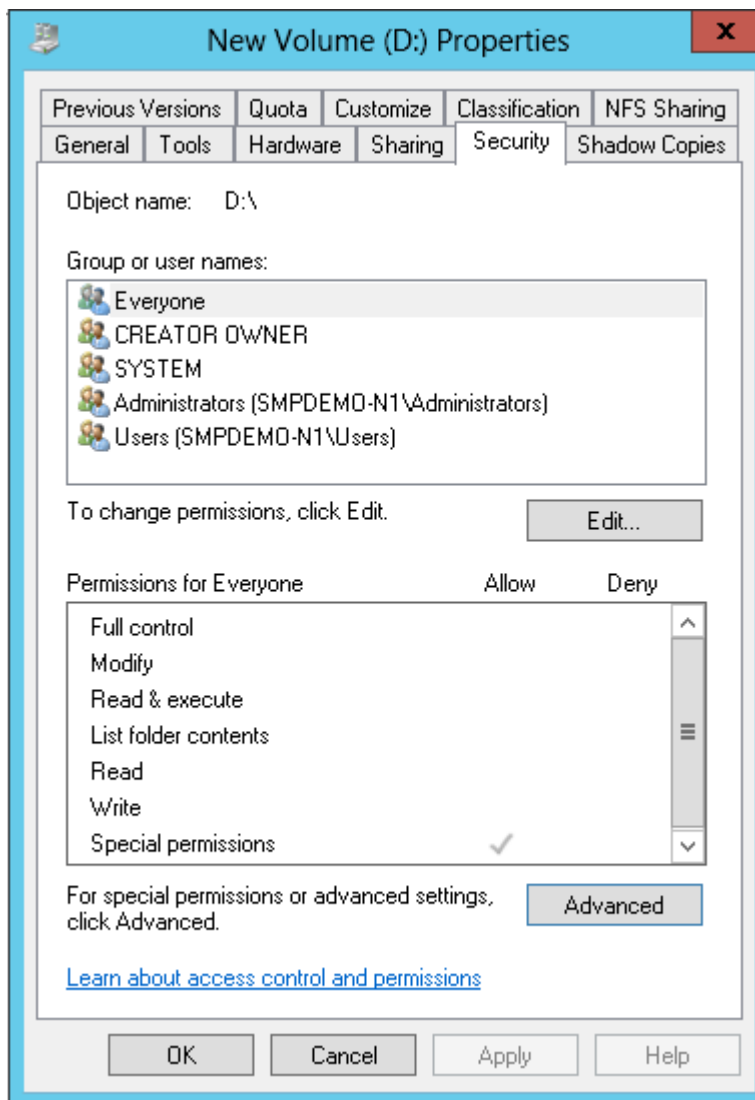 New Volume (D:) Properties
x
Previous Versions Quota Customize Classification NFS Sharing
General Tools Hardware Sharing Security Shadow Copies
Object name: D:\
Group or user names:
Everyone
CREATOR OWNER
SYSTEM
Administrators (SMPDEMO-N1\Administrators)
Users (SMPDEMO-N1\Users)
To change permissions, click Edit.
Edit...
Permissions for Everyone Allow Deny
Full control
Modify
Read & execute
List folder contents
Read
Write
Special permissions
For special permissions or advanced settings,
click Advanced.
Advanced
Learn about access control and permissions
OK Cancel Apply Help